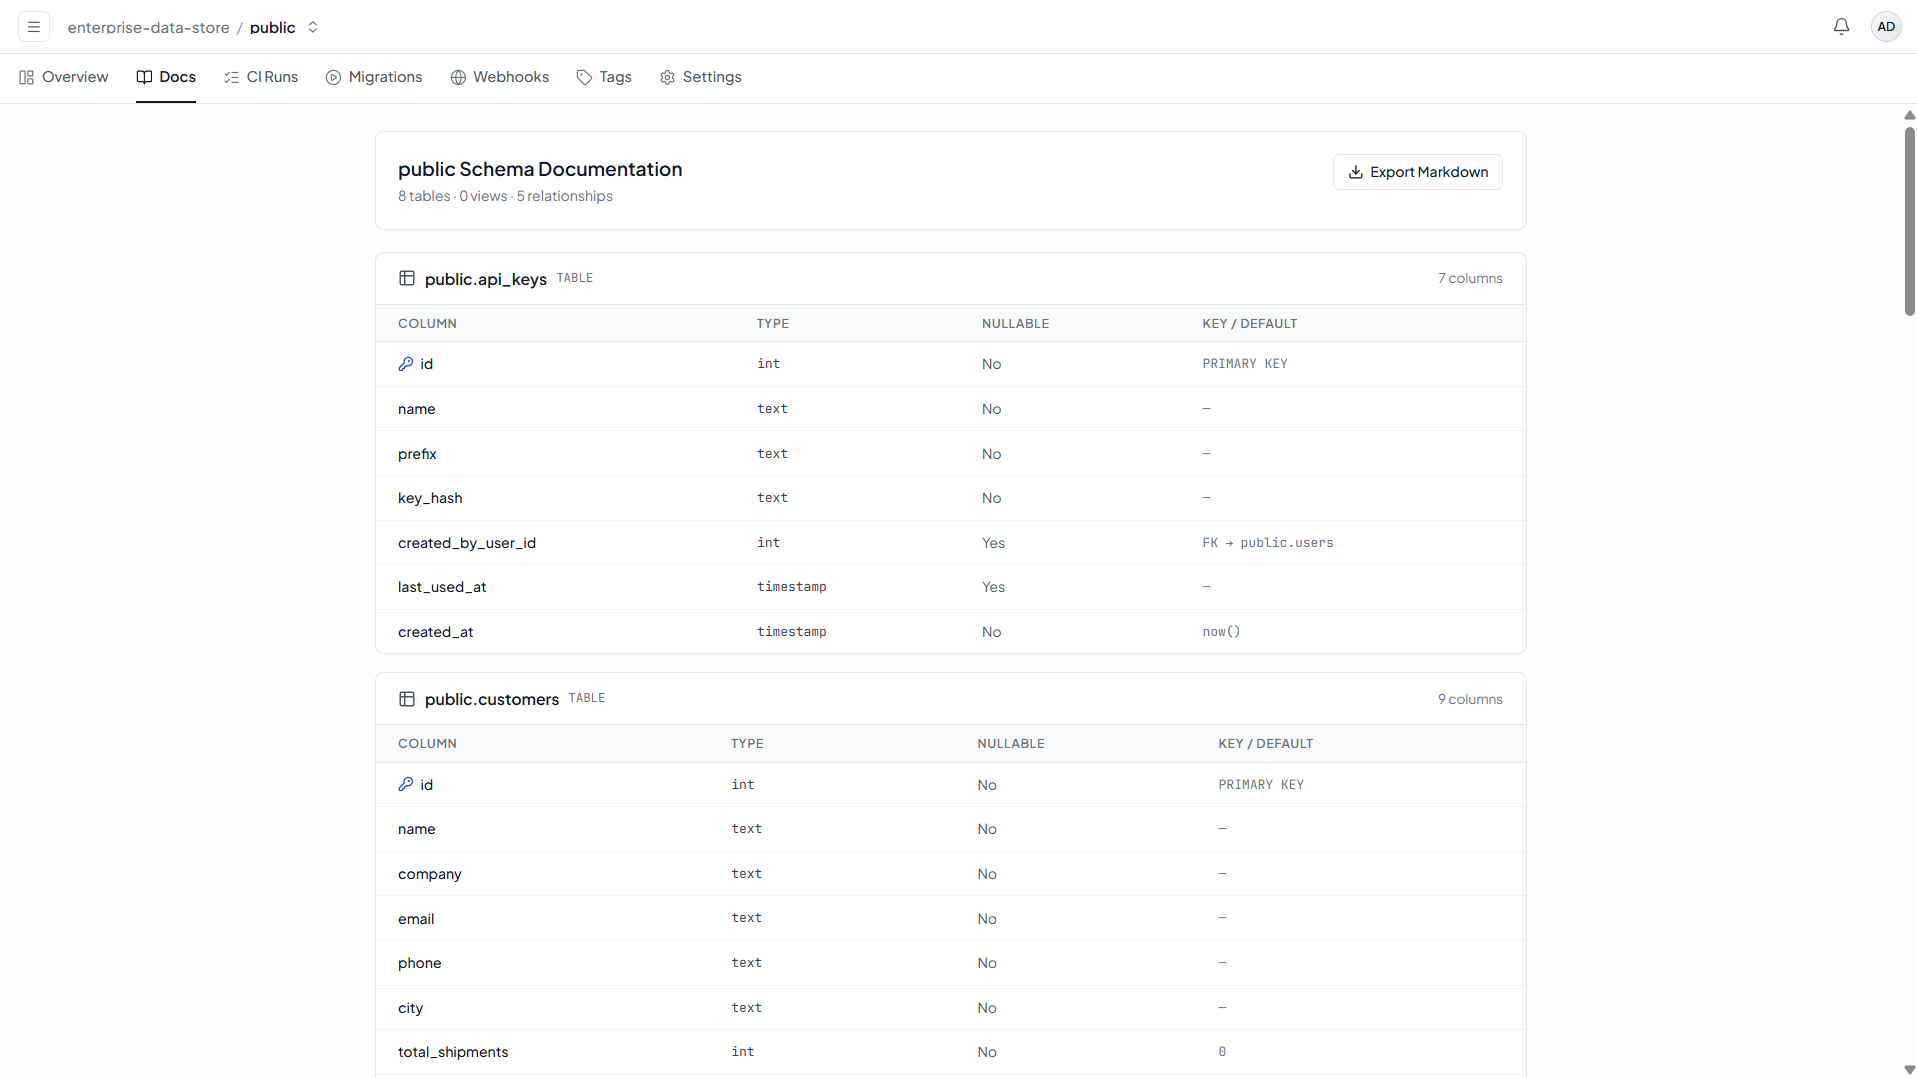 enterprise-data-store / public
AD
Overview
Docs
CI Runs
Migrations
Webhooks
Tags
Settings
public Schema Documentation
8 tables · 0 views · 5 relationships
Export Markdown
public.api_keys TABLE 7 columns
COLUMN TYPE NULLABLE KEY / DEFAULT
id int No PRIMARY KEY
name text No —
prefix text No —
key_hash text No —
created_by_user_id int Yes FK → public.users
last_used_at timestamp Yes —
created_at timestamp No now()
public.customers TABLE 9 columns
COLUMN TYPE NULLABLE KEY / DEFAULT
id int No PRIMARY KEY
name text No —
company text No —
email text No —
phone text No —
city text No —
total_shipments int No 0